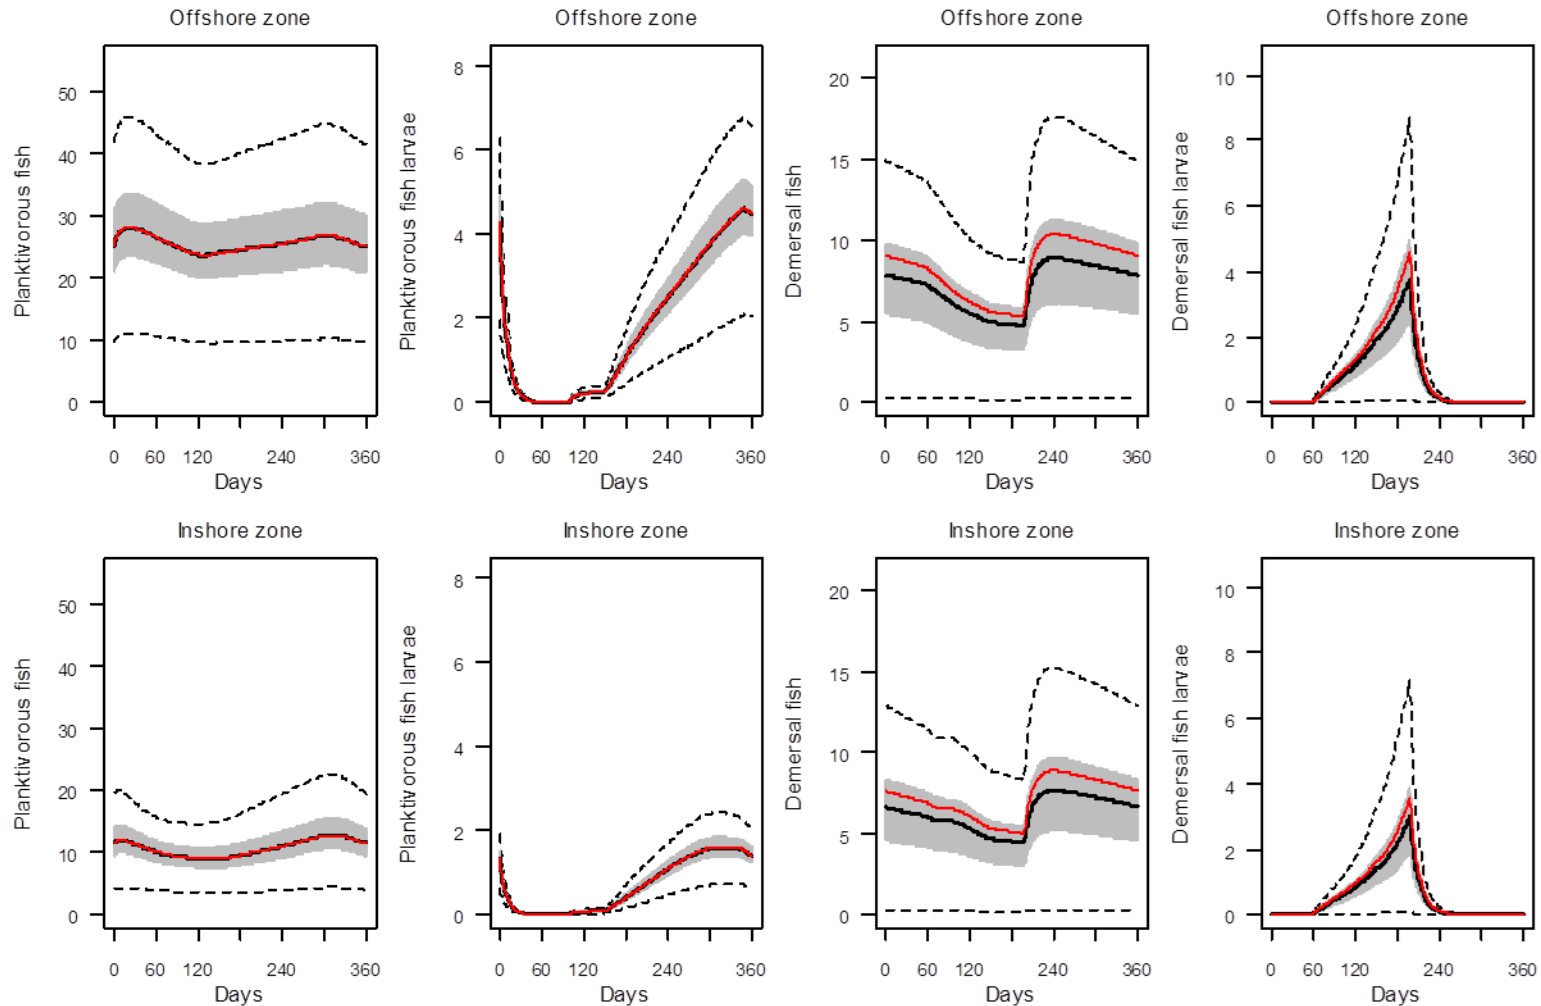 Offshore zone
Planktivorous fish
50
40
30
20
10
0
0 60 120 240 360
Days
Offshore zone
Planktivorous fish larvae
8
6
4
2
0
0 60 120 240 360
Days
Offshore zone
Demersal fish
20
15
10
5
0
0 60 120 240 360
Days
Offshore zone
Demersal fish larvae
10
8
6
4
2
0
0 60 120 240 360
Days
Inshore zone
Planktivorous fish
50
40
30
20
10
0
0 60 120 240 360
Days
Inshore zone
Planktivorous fish larvae
8
6
4
2
0
0 60 120 240 360
Days
Inshore zone
Demersal fish
20
15
10
5
0
0 60 120 240 360
Days
Inshore zone
Demersal fish larvae
10
8
6
4
2
0
0 60 120 240 360
Days